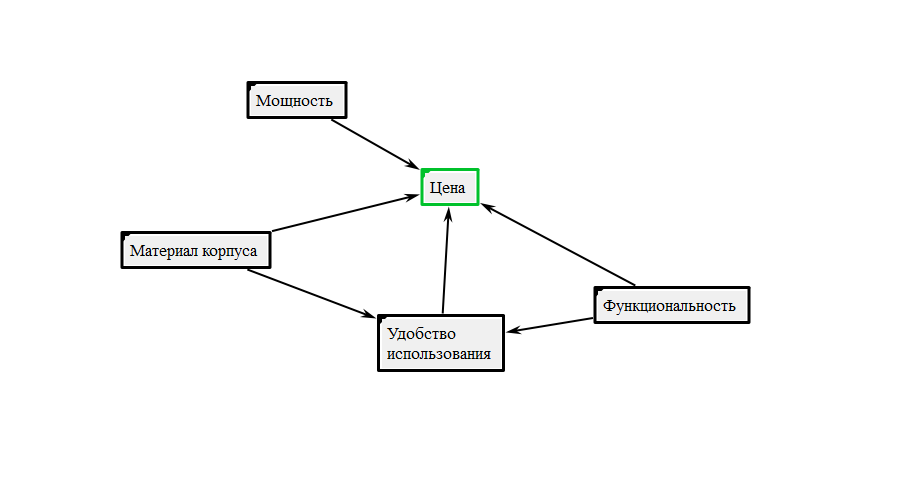 Мощность
Цена
Материал корпуса
Функциональность
Удобство
использования